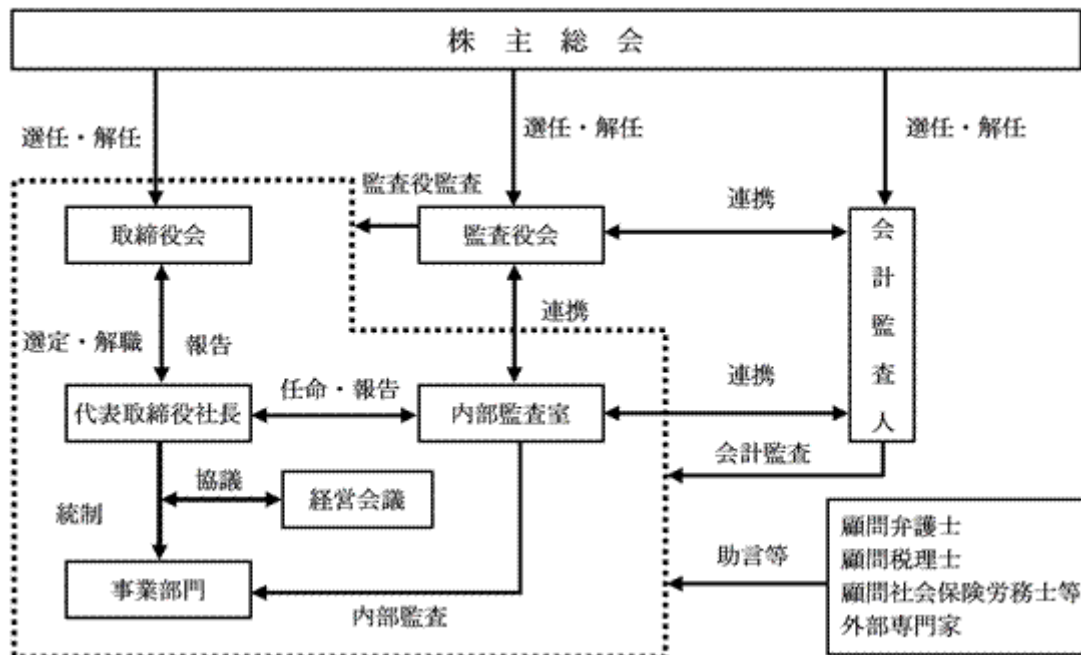 株 主 総 会
選任・解任
選任・解任
選任・解任
監査役監査
取締役会
監査役会
連携
会計監査人
連携
選定・解職
報告
代表取締役社長
任命・報告
内部監査室
連携
会計監査
協議
経営会議
統制
事業部門
内部監査
助言等
顧問弁護士
顧問税理士
顧問社会保険労務士等
外部専門家